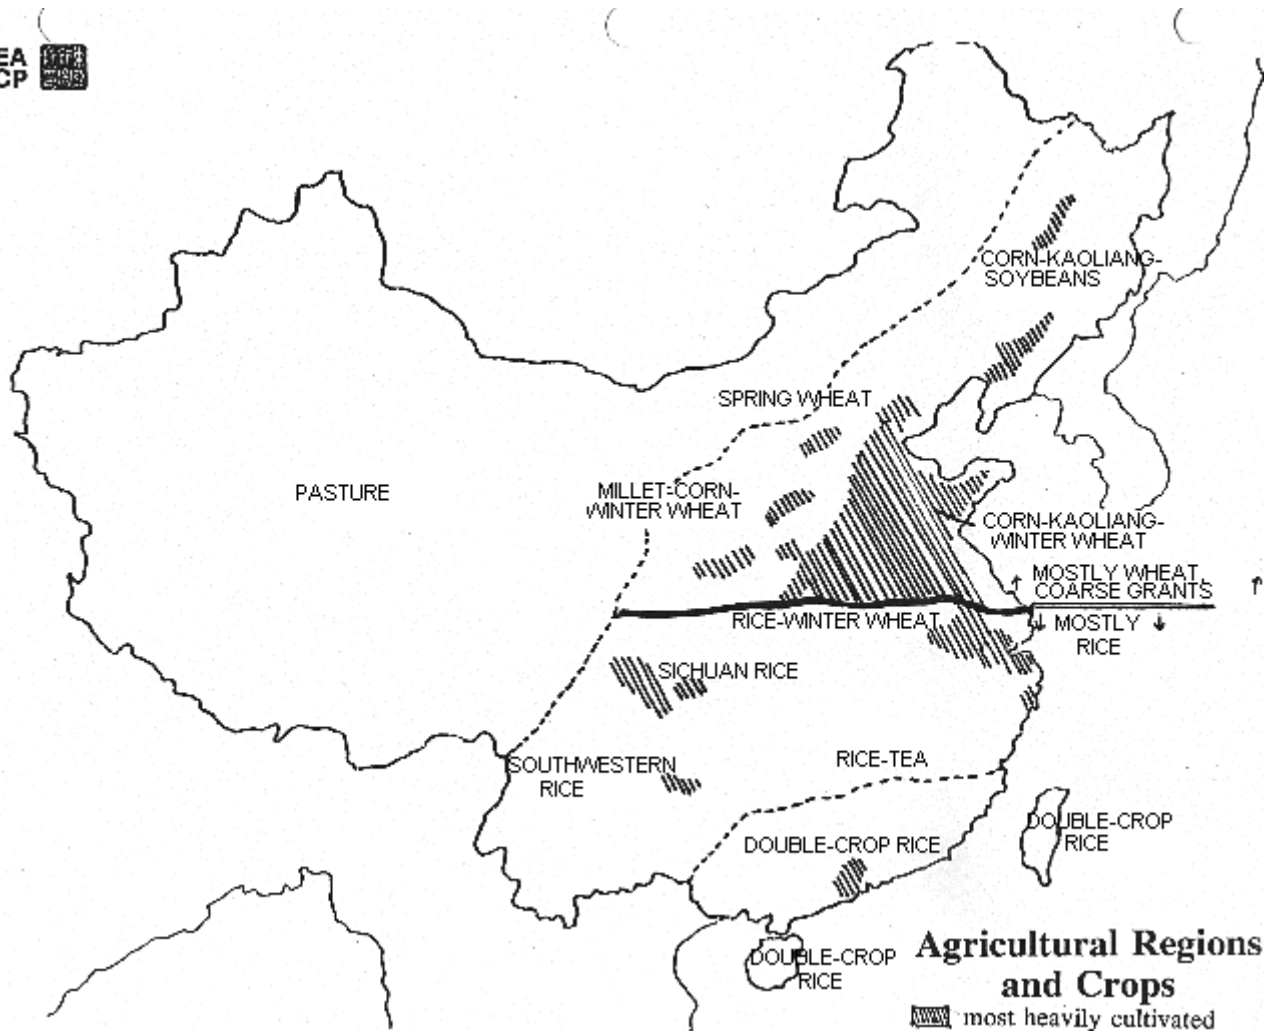 EA
CP
CORN-KAOLIANG-
SOYBEANS
SPRING WHEAT
PASTURE
MILLET-CORN-
WINTER WHEAT
CORN-KAOLIANG-
WINTER WHEAT
MOSTLY WHEAT,
COARSE GRANTS
RICE-WINTER WHEAT
MOSTLY
RICE
SICHUAN RICE
SOUTHWESTERN
RICE
RICE-TEA
DOUBLE-CROP RICE
DOUBLE-CROP
RICE
DOUBLE-CROP
RICE
Agricultural Regions
and Crops
most heavily cultivated